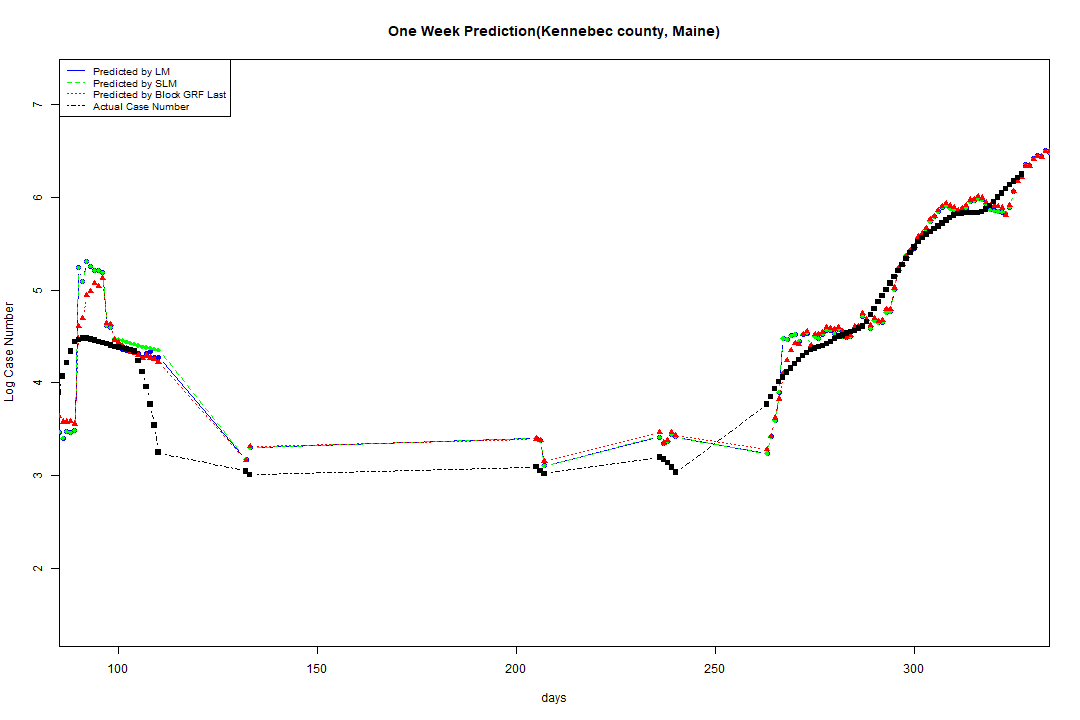 One Week Prediction(Kennebec county, Maine)
Predicted by LM
Predicted by SLM
Predicted by Block GRF Last
Actual Case Number
7
6
5
4
3
2
Log Case Number
100 150 200 250 300
days